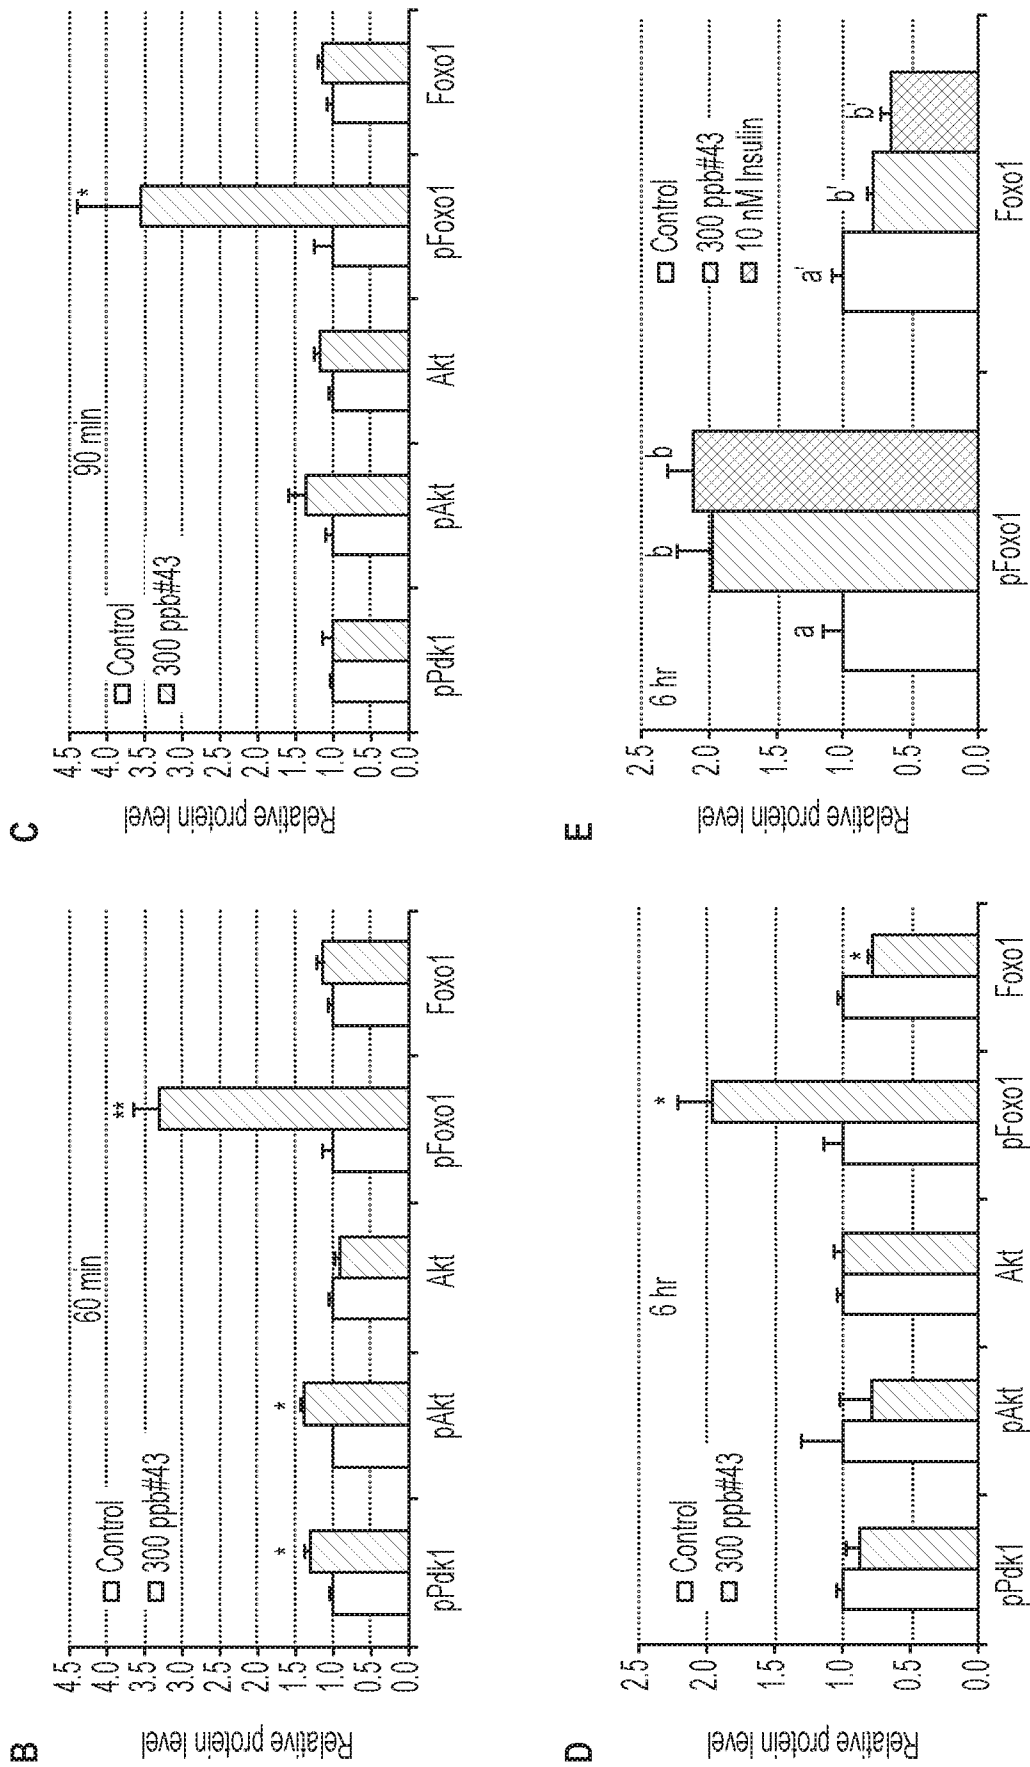 B
Relative protein level
4.5
4.0
3.5
3.0
2.5
2.0
1.5
1.0
0.5
0.0
60 min
Control
300 ppb#43
*
*
**
pPdk1
pAkt
Akt
pFoxo1
Foxo1
C
Relative protein level
4.5
4.0
3.5
3.0
2.5
2.0
1.5
1.0
0.5
0.0
90 min
Control
300 ppb#43
*
pPdk1
pAkt
Akt
pFoxo1
Foxo1
D
Relative protein level
2.5
2.0
1.5
1.0
0.5
0.0
6 hr
Control
300 ppb#43
*
*
pPdk1
pAkt
Akt
pFoxo1
Foxo1
E
Relative protein level
2.5
2.0
1.5
1.0
0.5
0.0
6 hr
Control
300 ppb#43
10 nM Insulin
a
b
b
a'
b'
b'
pFoxo1
Foxo1